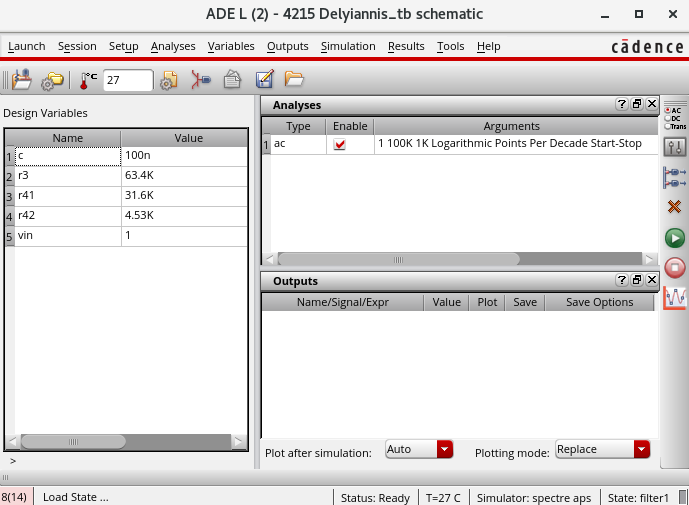 ADE L (2) - 4215 Delyiannis_tb schematic
Launch Session Setup Analyses Variables Outputs Simulation Results Tools Help cādence
°C 27
Design Variables
Name Value
1 c 100n
2 r3 63.4K
3 r41 31.6K
4 r42 4.53K
5 vin 1
>
Analyses ? 
Type Enable Arguments
1 ac 1 100K 1K Logarithmic Points Per Decade Start-Stop
Outputs ?
Name/Signal/Expr Value Plot Save Save Options
Plot after simulation: Auto Plotting mode: Replace
AC
DC
Trans
8(14) Load State ... Status: Ready T=27 C Simulator: spectre aps State: filter1